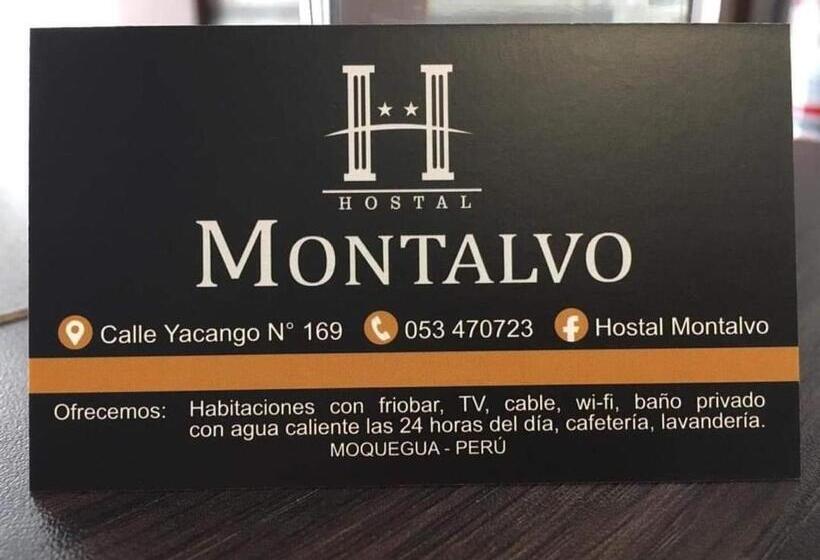 H
HOSTAL
MONTALVO
Calle Yacango N° 169 053 470723 Hostal Montalvo
Ofrecemos: Habitaciones con friobar, TV, cable, wi-fi, baño privado
con agua caliente las 24 horas del día, cafetería, lavandería.
MOQUEGUA - PERÚ